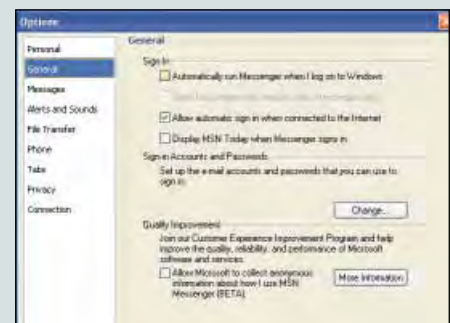 Options
Personal
General
Messages
Alerts and Sounds
File Transfer
Phone
Tabs
Privacy
Connection
General
Sign In
Automatically run Messenger when I log on to Windows
Allow automatic sign in when connected to the Internet
Display MSN Today when Messenger signs in
Sign-in Accounts and Passwords
Set up the e-mail accounts and passwords that you can use to
sign in.
Change...
Quality Improvement
Join our Customer Experience Improvement Program and help
improve the quality, reliability, and performance of Microsoft
software and services.
Allow Microsoft to collect anonymous
information about how I use MSN
Messenger (BETA)
More Information